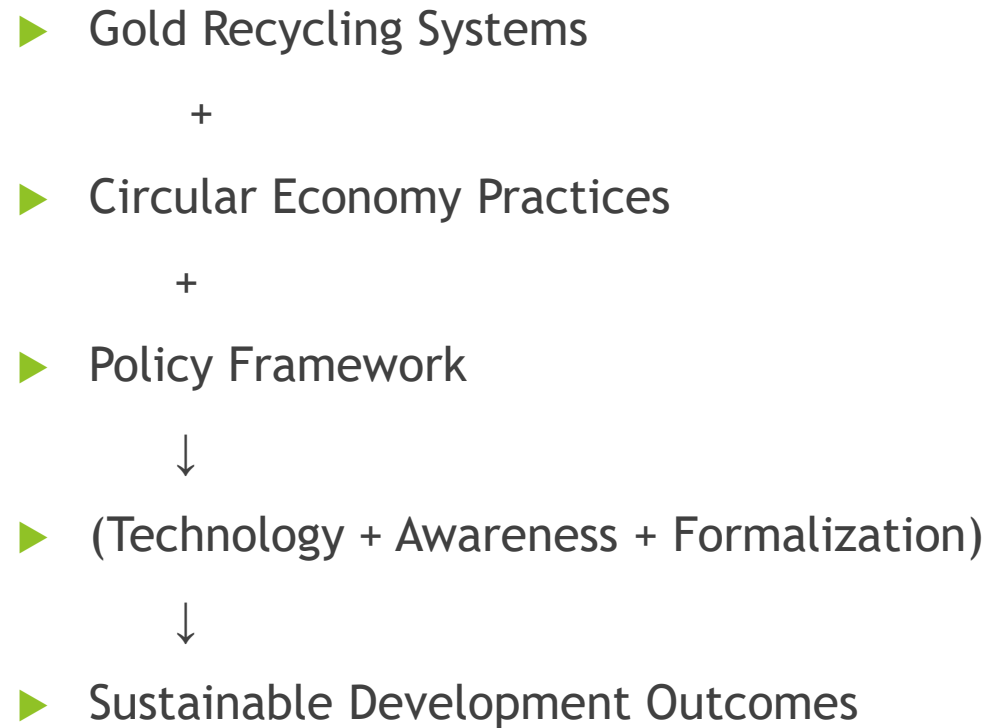 ▶ Gold Recycling Systems
+
▶ Circular Economy Practices
+
▶ Policy Framework
↓
▶ (Technology + Awareness + Formalization)
↓
▶ Sustainable Development Outcomes